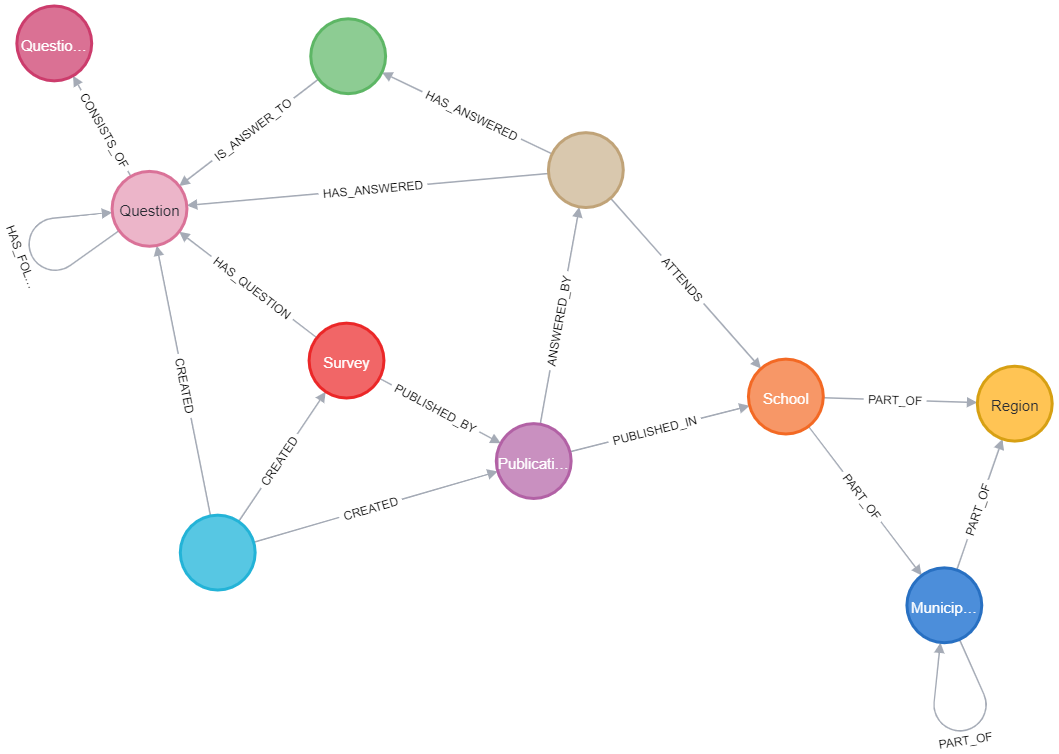 Questio...
CONSISTS_OF
IS_ANSWER_TO
HAS_ANSWERED
HAS_ANSWERED
Question
HAS_FOL...
HAS_QUESTION
ATTENDS
ANSWERED_BY
CREATED
Survey
PUBLISHED_BY
School
PART_OF
Region
CREATED
PUBLISHED_IN
Publicati...
CREATED
PART_OF
PART_OF
Municip...
PART_OF